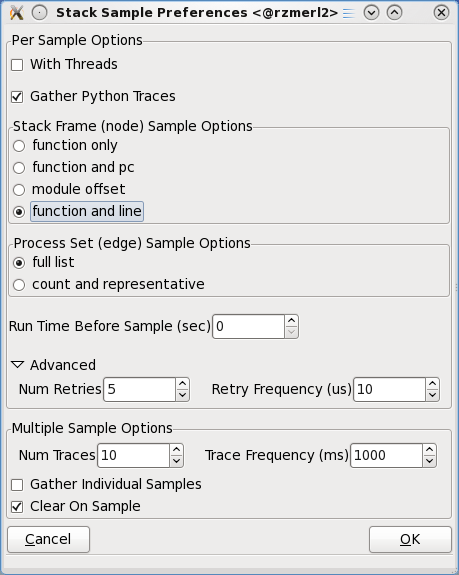 Stack Sample Preferences <@rzmerl2>
Per Sample Options
With Threads
Gather Python Traces
Stack Frame (node) Sample Options
function only
function and pc
module offset
function and line
Process Set (edge) Sample Options
full list
count and representative
Run Time Before Sample (sec) 0
Advanced
Num Retries 5 Retry Frequency (us) 10
Multiple Sample Options
Num Traces 10 Trace Frequency (ms) 1000
Gather Individual Samples
Clear On Sample
Cancel OK